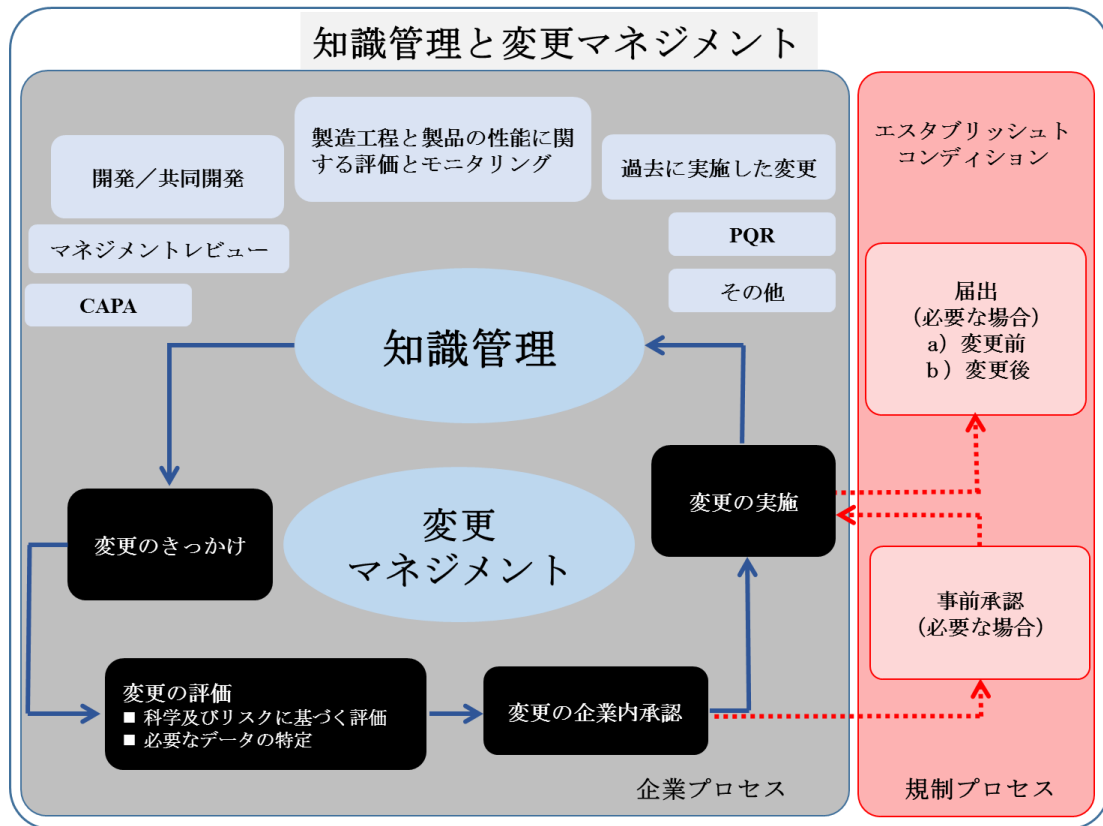 知識管理と変更マネジメント
製造工程と製品の性能に関
する評価とモニタリング
開発／共同開発
過去に実施した変更
マネジメントレビュー
PQR
CAPA
その他
知識管理
変更のきっかけ
変更
マネジメント
変更の実施
変更の評価
■ 科学及びリスクに基づく評価
■ 必要なデータの特定
変更の企業内承認
企業プロセス
エスタブリッシュト
コンディション
届出
（必要な場合）
a）変更前
b）変更後
事前承認
（必要な場合）
規制プロセス